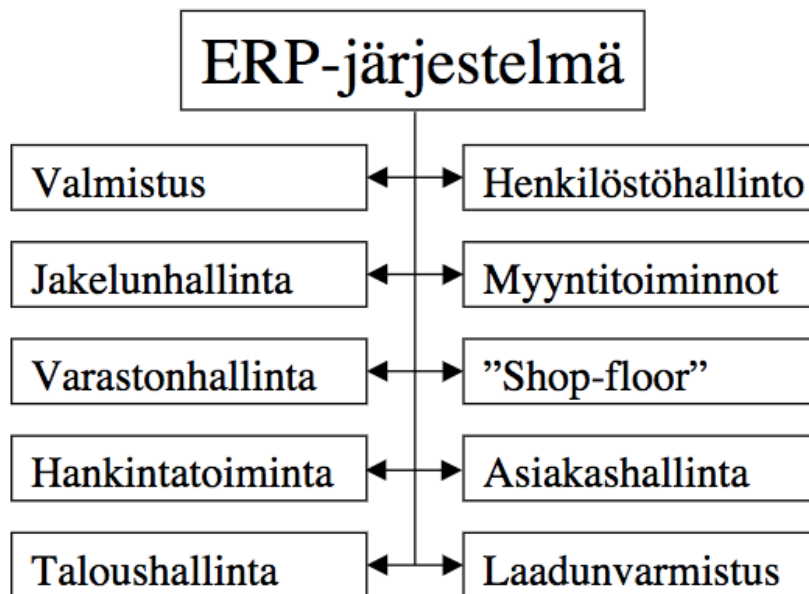 ERP-järjestelmä
Valmistus
Henkilöstöhallinto
Jakelunhallinta
Myyntitoiminnot
Varastonhallinta
”Shop-floor”
Hankintatoiminta
Asiakashallinta
Taloushallinta
Laadunvarmistus